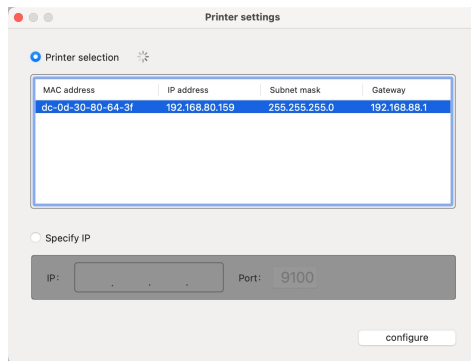 Printer settings
Printer selection
MAC address IP address Subnet mask Gateway
dc-0d-30-80-64-3f 192.168.80.159 255.255.255.0 192.168.88.1
Specify IP
IP: . . . Port: 9100
configure